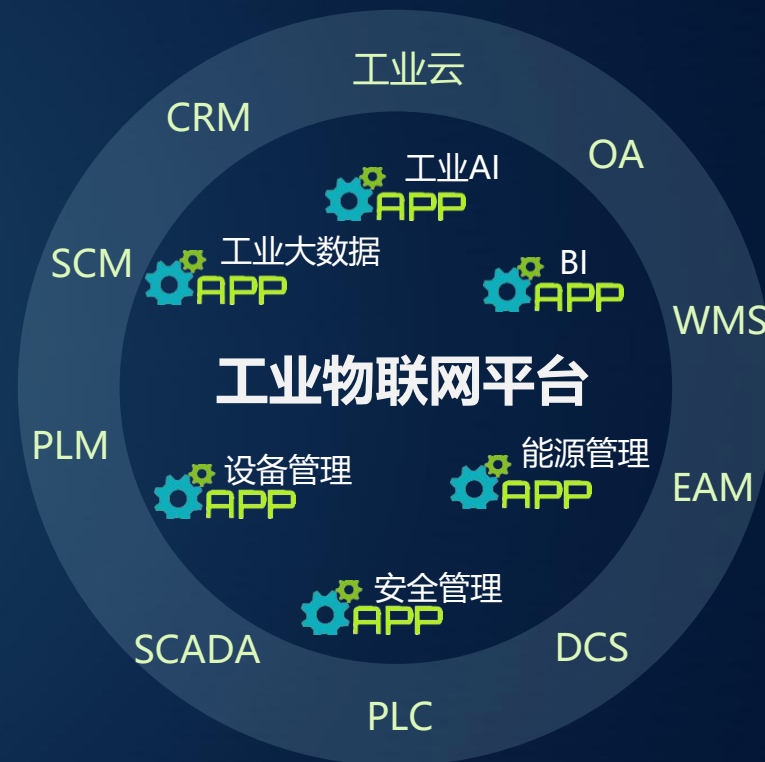 工业云
CRM
OA
工业AI
APP
工业大数据
APP
SCM
BI
APP
WMS
工业物联网平台
PLM
设备管理
APP
能源管理
APP
EAM
安全管理
APP
SCADA
DCS
PLC